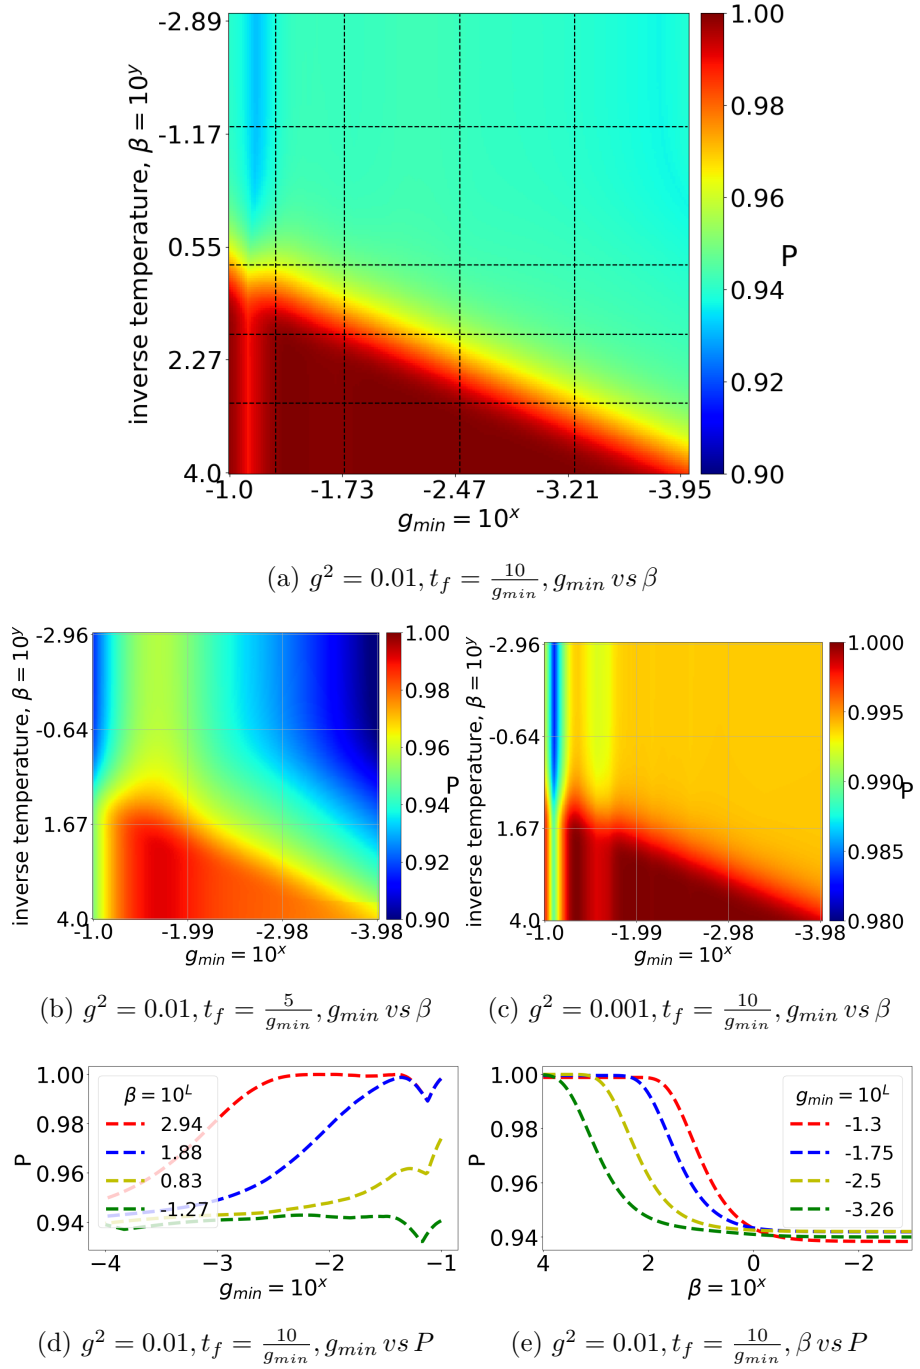 -2.89
-1.17
0.55
2.27
4.0
inverse temperature, β = 10^y
-1.0 -1.73 -2.47 -3.21 -3.95
g_min = 10^x
1.00
0.98
0.96
0.94
0.92
0.90
P
(a) g^2 = 0.01, t_f = 10/g_min, g_min vs β
-2.96
-0.64
1.67
4.0
inverse temperature, β = 10^y
-1.0 -1.99 -2.98 -3.98
g_min = 10^x
1.00
0.98
0.96
0.94
0.92
0.90
P
(b) g^2 = 0.01, t_f = 5/g_min, g_min vs β
-2.96
-0.64
1.67
4.0
inverse temperature, β = 10^y
-1.0 -1.99 -2.98 -3.98
g_min = 10^x
1.000
0.995
0.990
0.985
0.980
P
(c) g^2 = 0.001, t_f = 10/g_min, g_min vs β
1.00
0.98
0.96
0.94
P
β = 10^L
2.94
1.88
0.83
-1.27
−4 −3 −2 −1
g_min = 10^x
(d) g^2 = 0.01, t_f = 10/g_min, g_min vs P
1.00
0.98
0.96
0.94
P
g_min = 10^L
-1.3
-1.75
-2.5
-3.26
4 2 0 −2
β = 10^x
(e) g^2 = 0.01, t_f = 10/g_min, β vs P